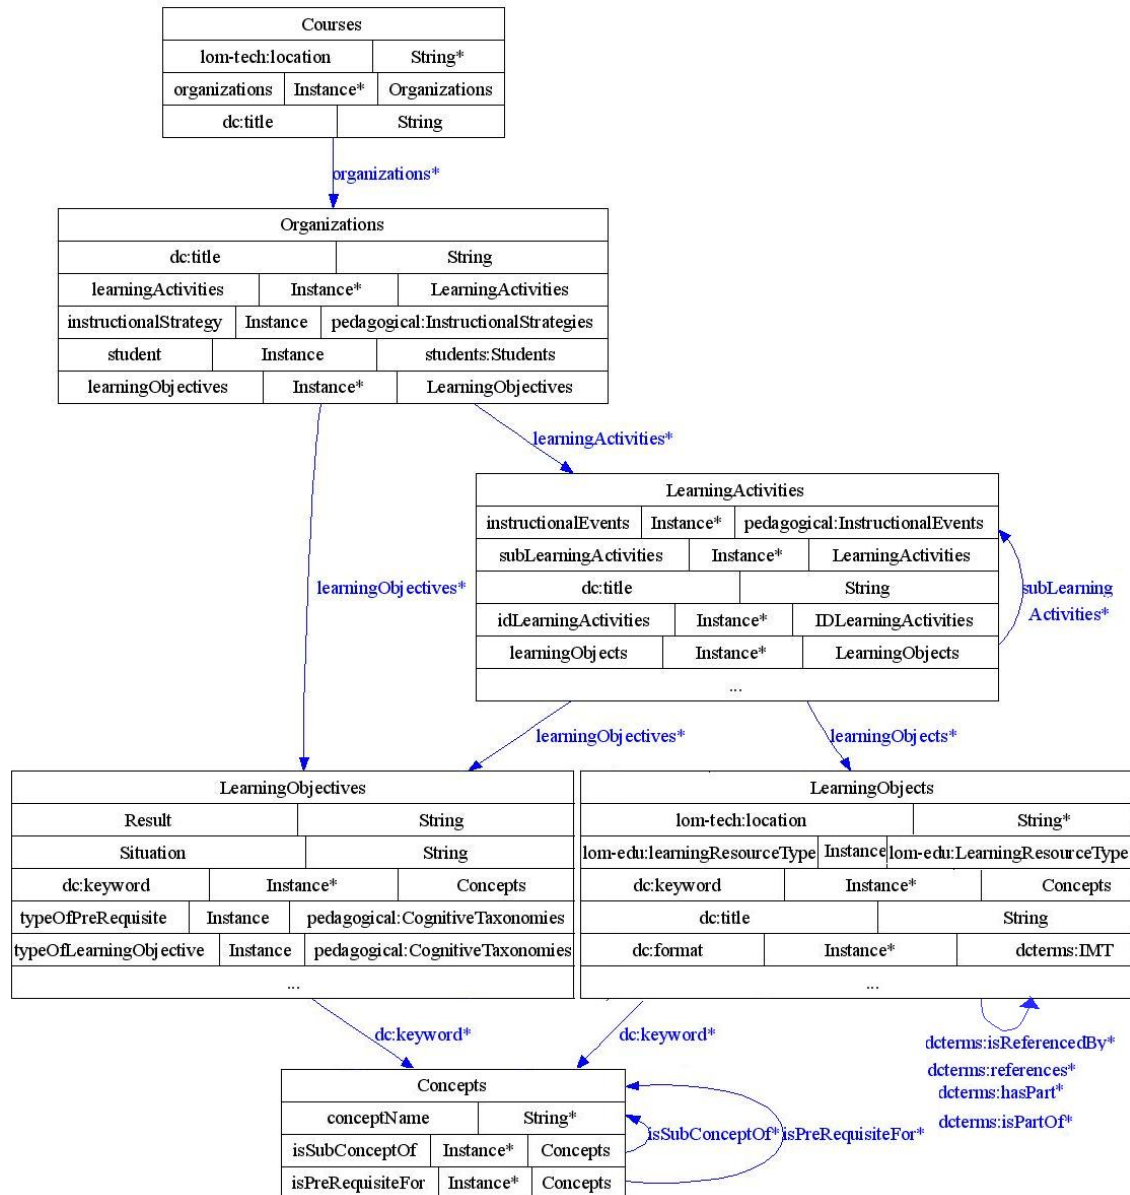 Courses
lom-tech:location String*
organizations Instance* Organizations
dc:title String
organizations*
Organizations
dc:title String
learningActivities Instance* LearningActivities
instructionalStrategy Instance pedagogical:InstructionalStrategies
student Instance students:Students
learningObjectives Instance* LearningObjectives
learningActivities*
LearningActivities
instructionalEvents Instance* pedagogical:InstructionalEvents
subLearningActivities Instance* LearningActivities
dc:title String
idLearningActivities Instance* IDLearningActivities
learningObjects Instance* LearningObjects
...
learningObjectives*
subLearning
Activities*
learningObjectives*
learningObjects*
LearningObjectives
Result String
Situation String
dc:keyword Instance* Concepts
typeOfPreRequisite Instance pedagogical:CognitiveTaxonomies
typeOfLearningObjective Instance pedagogical:CognitiveTaxonomies
...
LearningObjects
lom-tech:location String*
lom-edu:learningResourceType Instance lom-edu:LearningResourceType
dc:keyword Instance* Concepts
dc:title String
dc:format Instance* dcterms:IMT
...
dc:keyword*
dc:keyword*
dcterms:isReferencedBy*
dcterms:references*
dcterms:hasPart*
dcterms:isPartOf*
Concepts
conceptName String*
isSubConceptOf Instance* Concepts
isPreRequisiteFor Instance* Concepts
isSubConceptOf* isPreRequisiteFor*